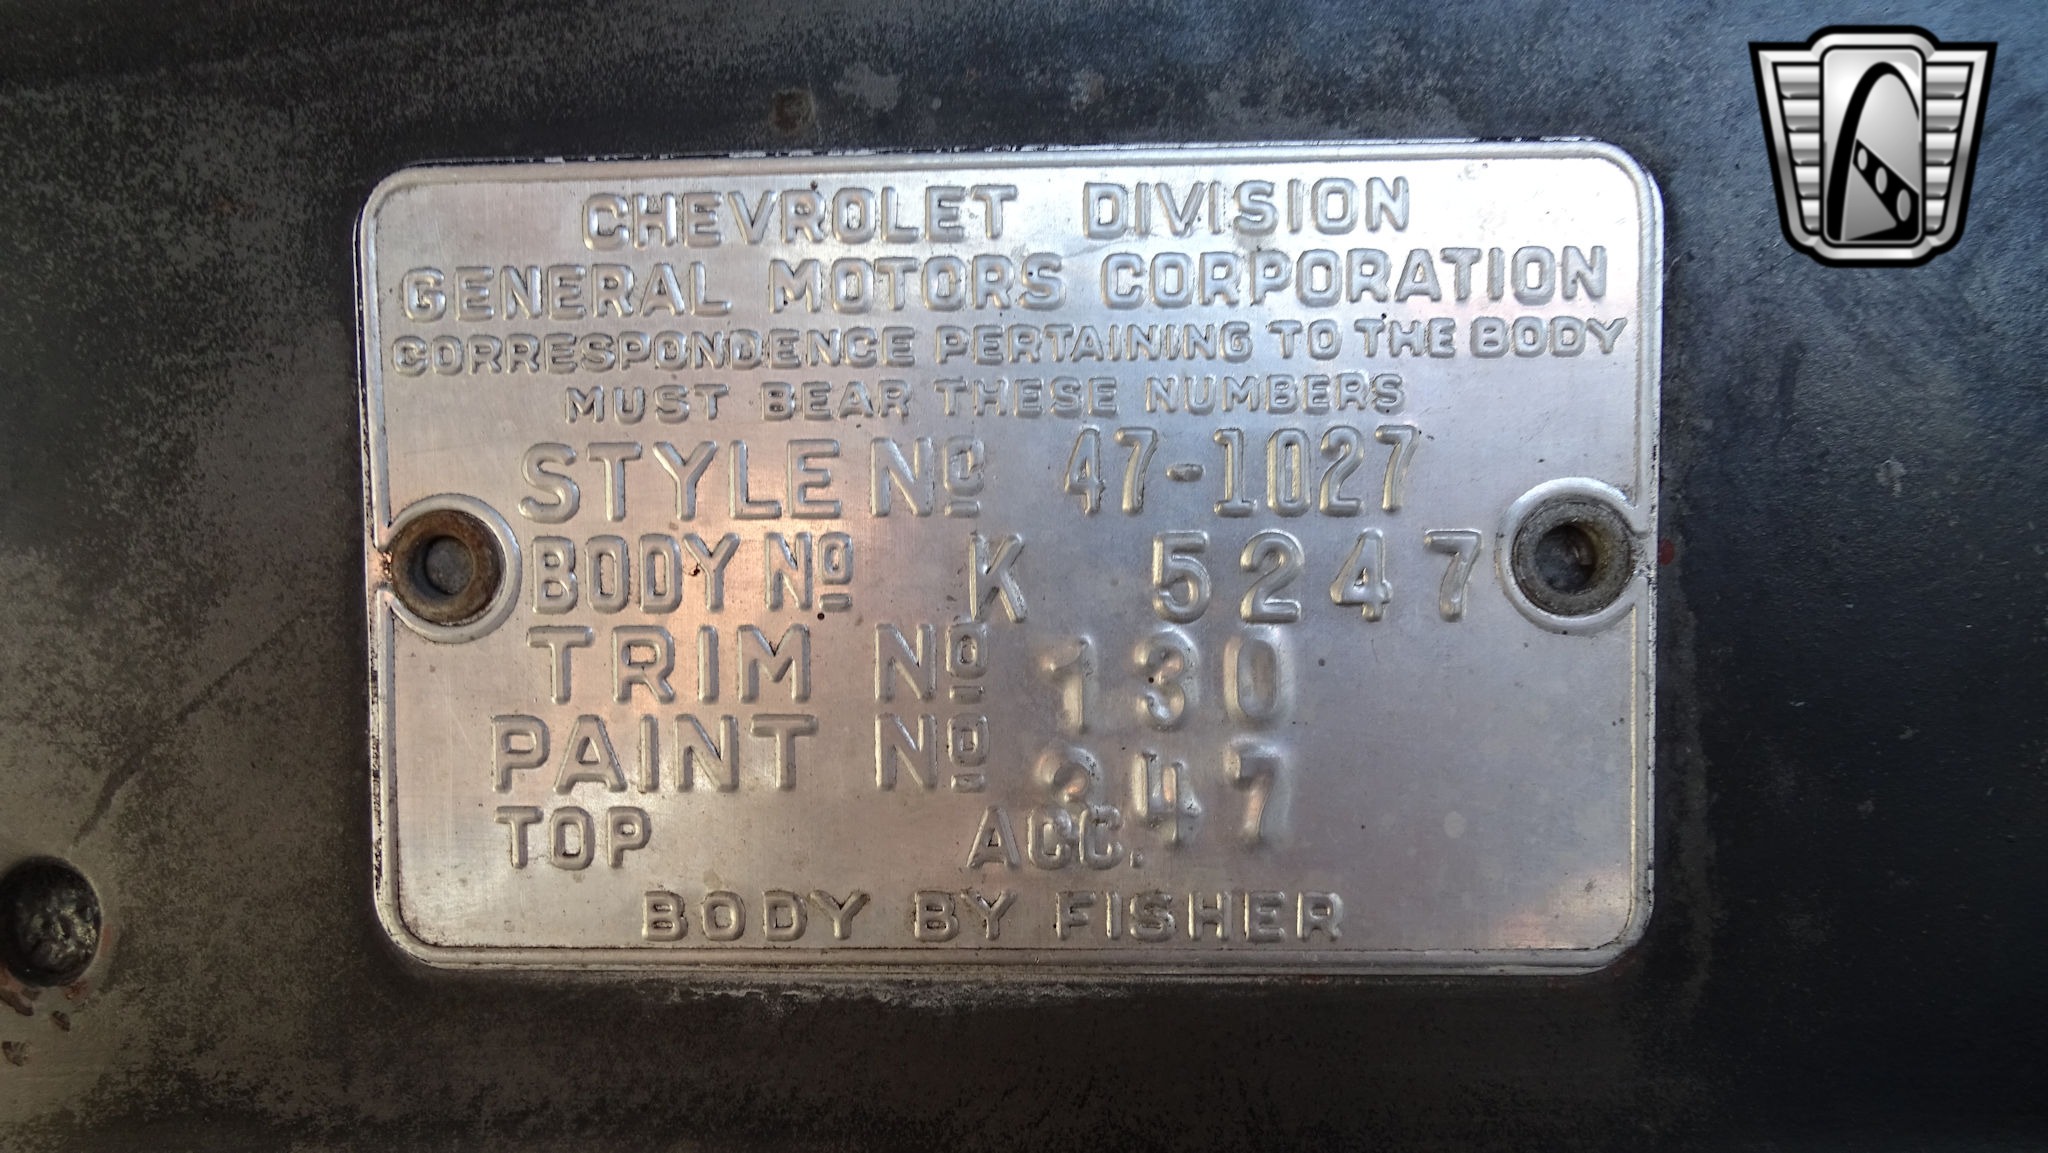 CHEVROLET DIVISION
GENERAL MOTORS CORPORATION
CORRESPONDENCE PERTAINING TO THE BODY
MUST BEAR THESE NUMBERS
STYLE Nº 47-1027
BODY Nº K 5247
TRIM Nº 130
PAINT Nº 347
TOP ACC.
BODY BY FISHER